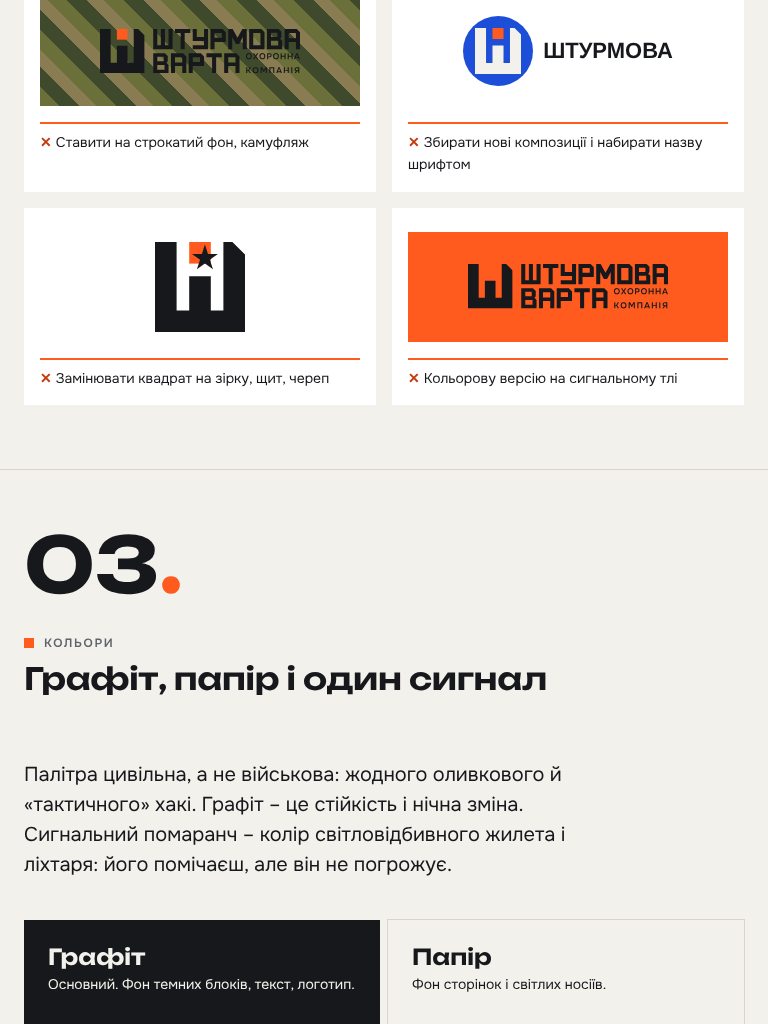 ШТУРМОВА
ВАРТА ОХОРОННА
КОМПАНІЯ
ШТУРМОВА
✕ Ставити на строкатий фон, камуфляж
✕ Збирати нові композиції і набирати назву
шрифтом
ШТУРМОВА
ВАРТА ОХОРОННА
КОМПАНІЯ
✕ Замінювати квадрат на зірку, щит, череп
✕ Кольорову версію на сигнальному тлі
03.
КОЛЬОРИ
Графіт, папір і один сигнал
Палітра цивільна, а не військова: жодного оливкового й
«тактичного» хакі. Графіт – це стійкість і нічна зміна.
Сигнальний помаранч – колір світловідбивного жилета і
ліхтаря: його помічаєш, але він не погрожує.
Графіт
Основний. Фон темних блоків, текст, логотип.
Папір
Фон сторінок і світлих носіїв.